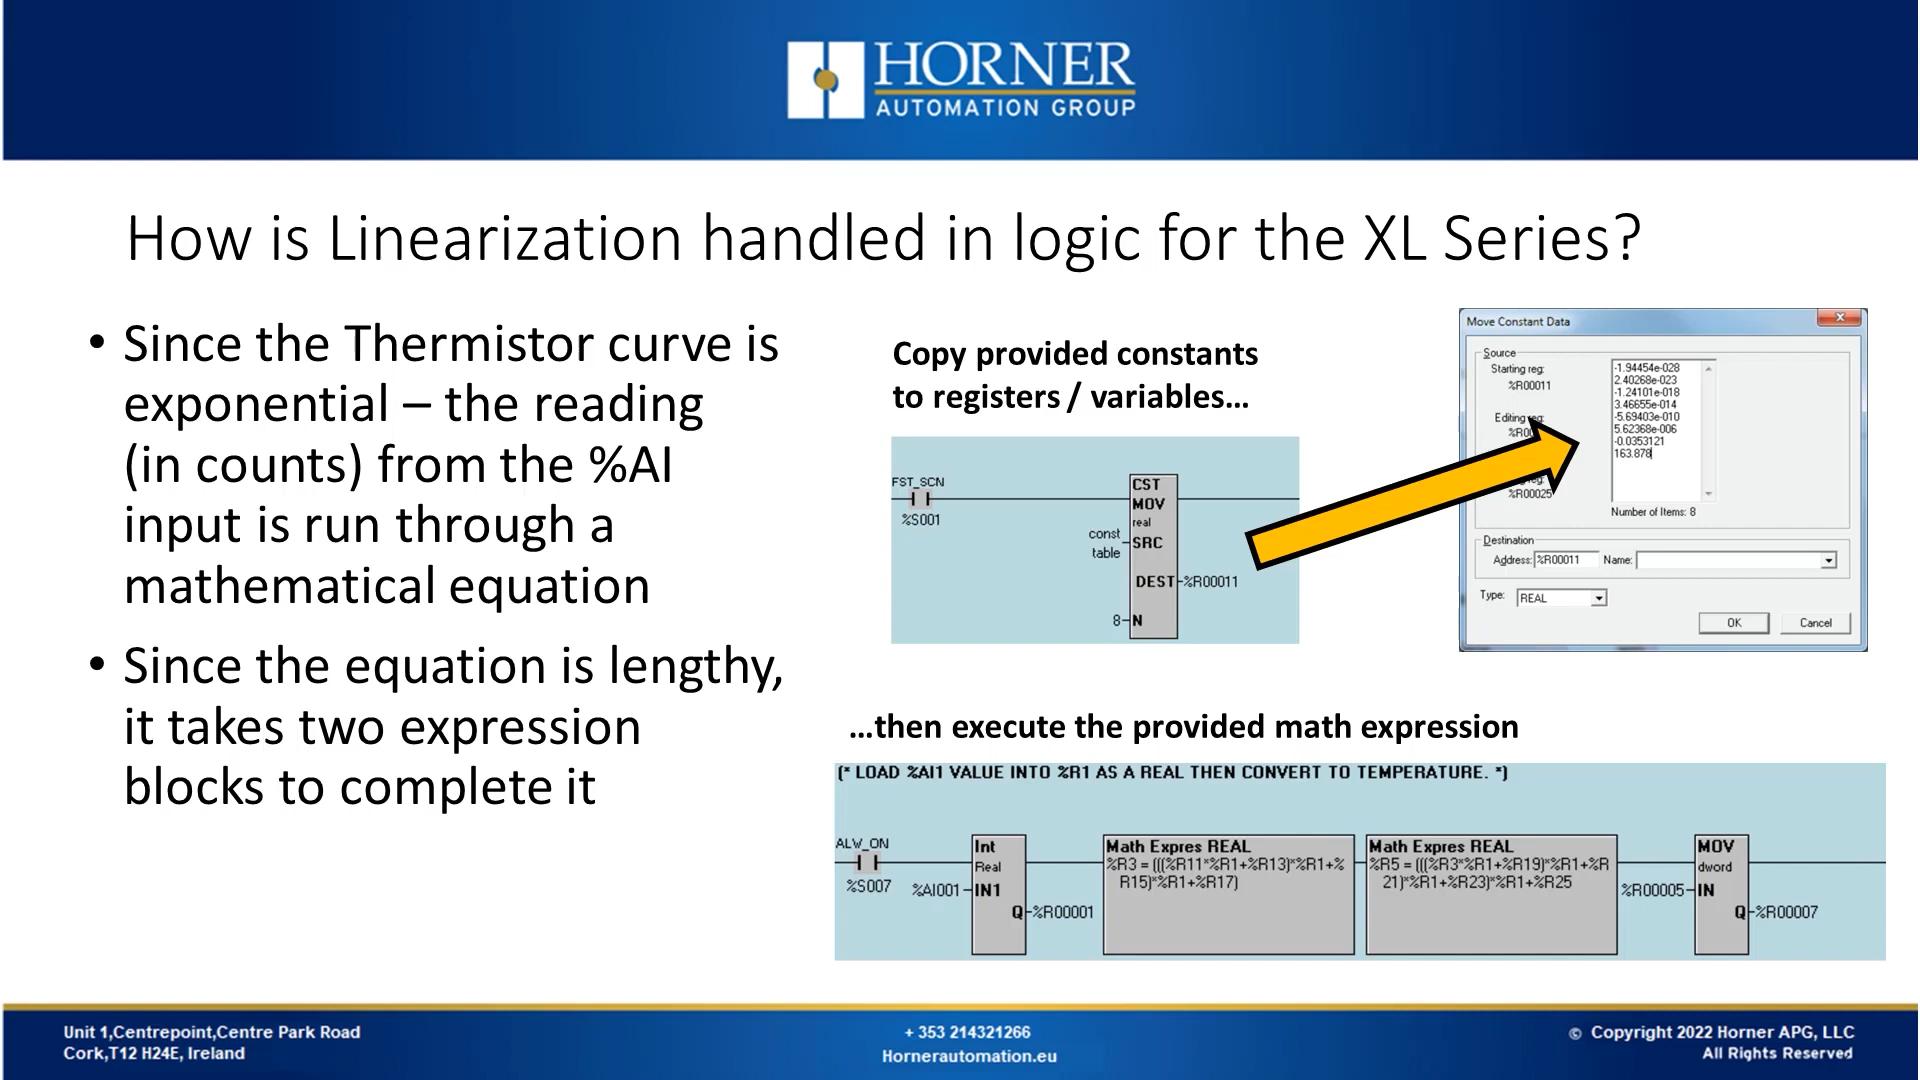 HORNER
AUTOMATION GROUP
How is Linearization handled in logic for the XL Series?
• Since the Thermistor curve is
exponential – the reading
(in counts) from the %AI
input is run through a
mathematical equation
• Since the equation is lengthy,
it takes two expression
blocks to complete it
Copy provided constants
to registers / variables…
FST_SCN
%S001
CST
MOV
real
const
table
SRC
DEST
%R00011
8
N
Move Constant Data
Source
Starting reg:
%R00011
Editing reg:
%R00025
-1.94454e-028
2.40268e-023
-1.24101e-018
3.46655e-014
-5.69403e-010
5.62368e-006
-0.0353121
163.878
Number of Items: 8
Destination
Address: %R00011 Name:
Type: REAL
OK Cancel
…then execute the provided math expression
(* LOAD %AI1 VALUE INTO %R1 AS A REAL THEN CONVERT TO TEMPERATURE. *)
ALW_ON
%S007
Int
Real
%AI001
IN1
Q
%R00001
Math Expres REAL
%R3 = (((%R11*%R1+%R13)*%R1+%
R15)*%R1+%R17)
Math Expres REAL
%R5 = (((%R3*%R1+%R19)*%R1+%R
21)*%R1+%R23)*%R1+%R25
MOV
dword
%R00005
IN
Q
%R00007
Unit 1,Centrepoint,Centre Park Road
Cork,T12 H24E, Ireland
+ 353 214321266
Hornerautomation.eu
© Copyright 2022 Horner APG, LLC
All Rights Reserved